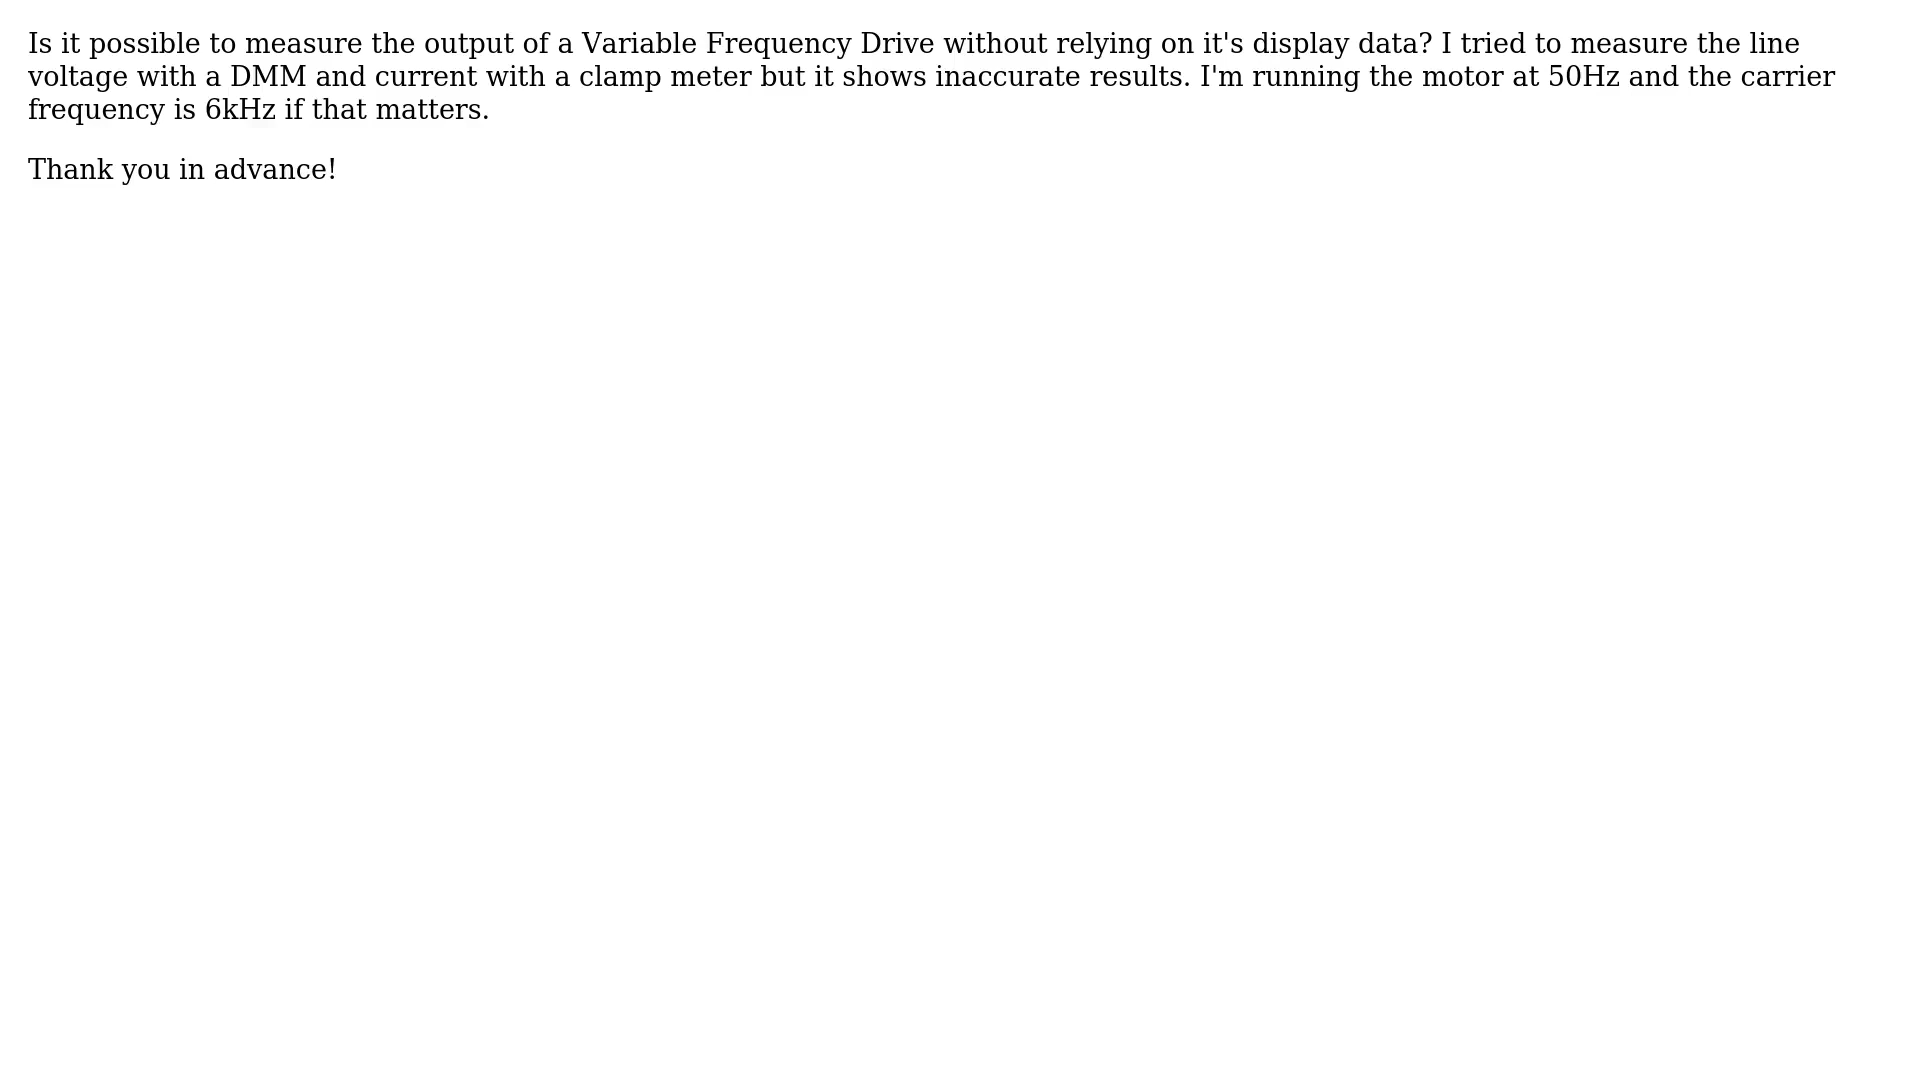 Is it possible to measure the output of a Variable Frequency Drive without relying on it's display data? I tried to measure the line
voltage with a DMM and current with a clamp meter but it shows inaccurate results. I'm running the motor at 50Hz and the carrier
frequency is 6kHz if that matters.
Thank you in advance!